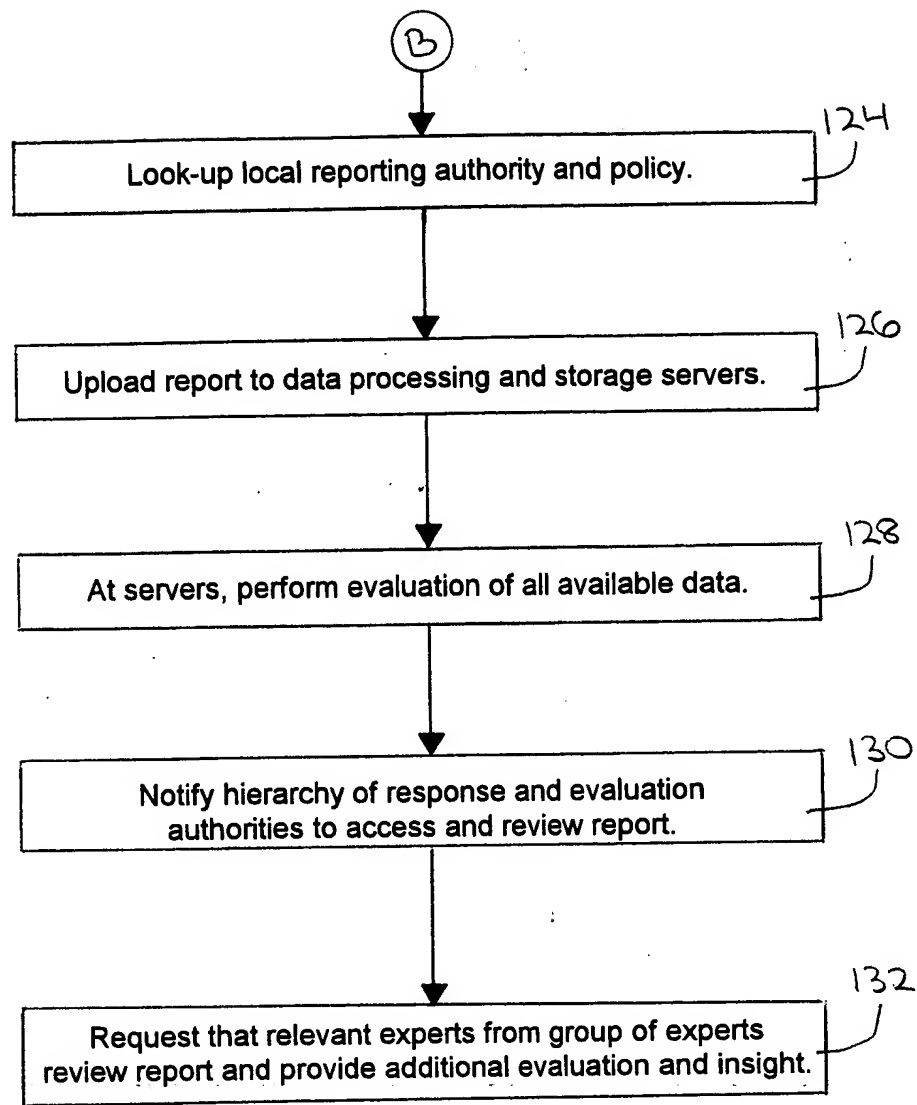 B
124
Look-up local reporting authority and policy.
126
Upload report to data processing and storage servers.
128
At servers, perform evaluation of all available data.
130
Notify hierarchy of response and evaluation
authorities to access and review report.
132
Request that relevant experts from group of experts
review report and provide additional evaluation and insight.